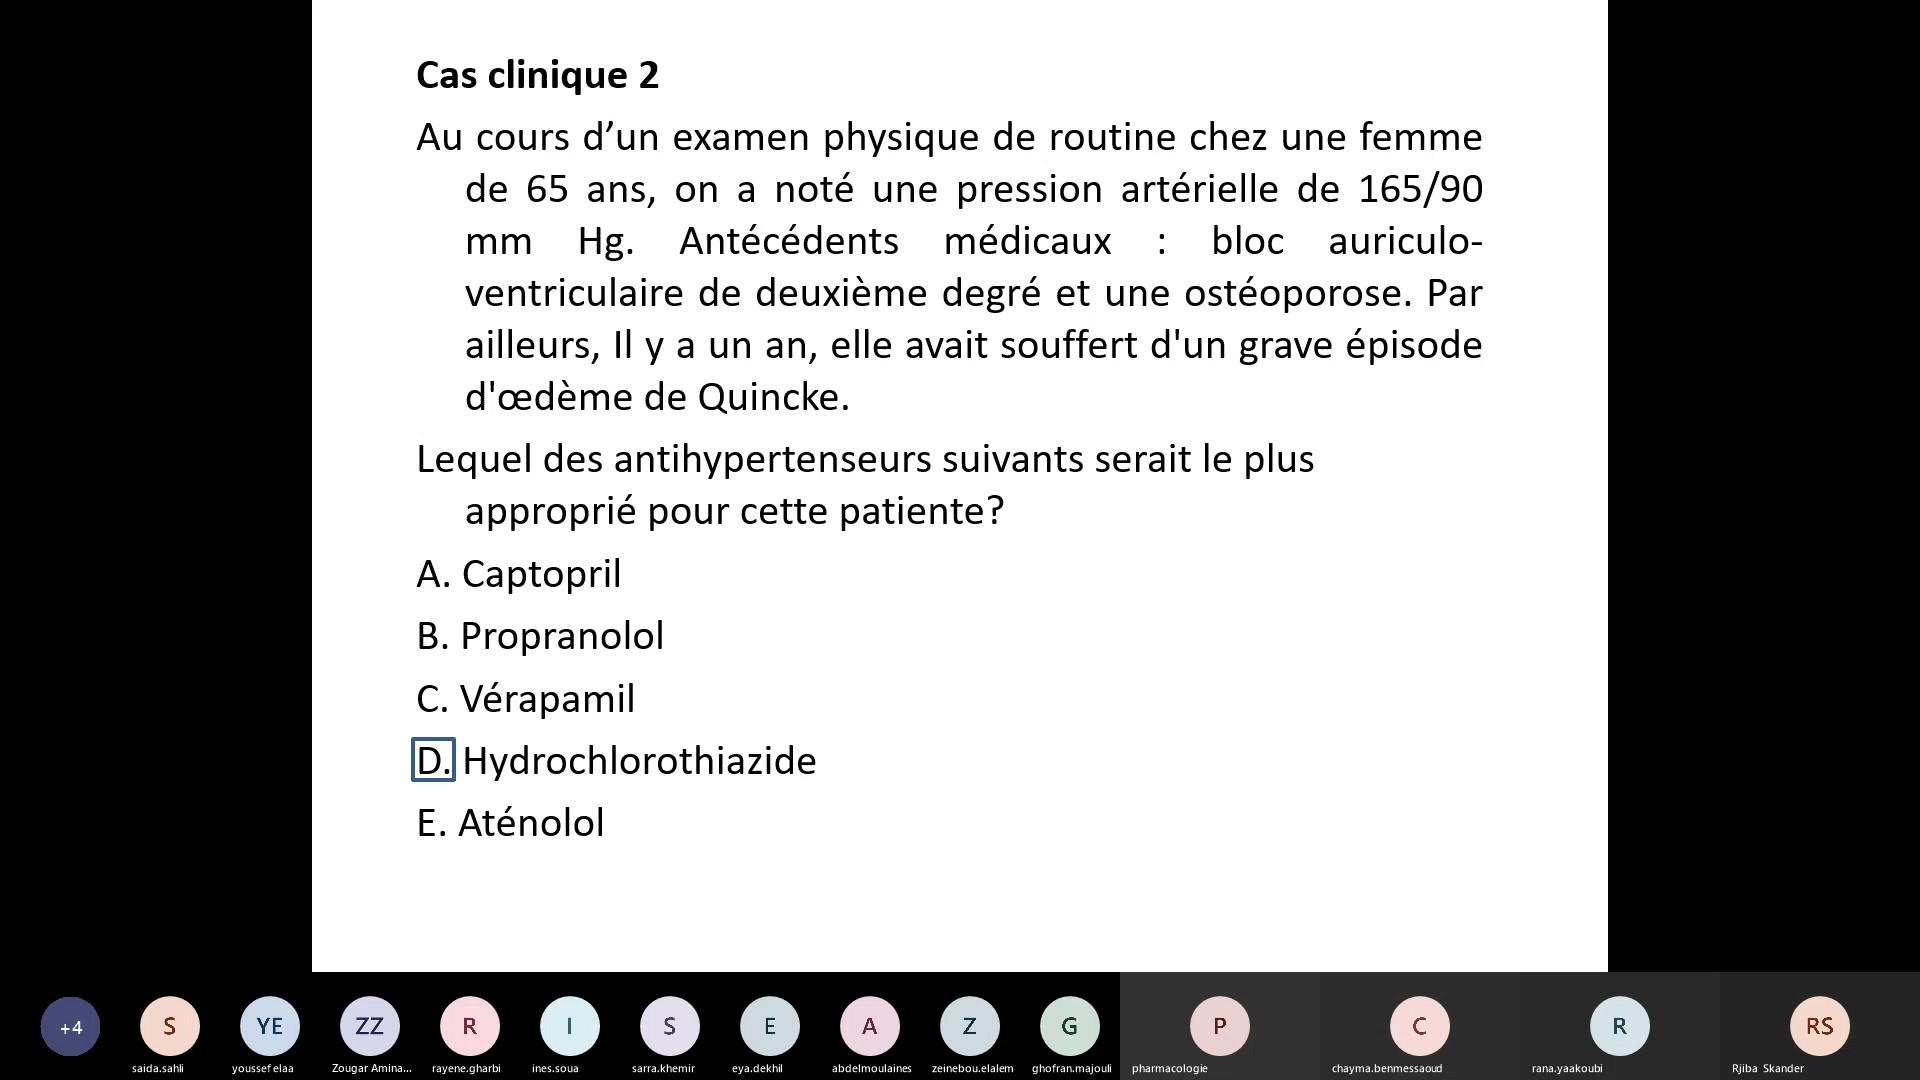 Cas clinique 2
Au cours d’un examen physique de routine chez une femme
de 65 ans, on a noté une pression artérielle de 165/90
mm Hg. Antécédents médicaux : bloc auriculo-
ventriculaire de deuxième degré et une ostéoporose. Par
ailleurs, Il y a un an, elle avait souffert d'un grave épisode
d'œdème de Quincke.
Lequel des antihypertenseurs suivants serait le plus
approprié pour cette patiente?
A. Captopril
B. Propranolol
C. Vérapamil
D. Hydrochlorothiazide
E. Aténolol
+4 S YE ZZ R I S E A Z G P C R RS
saida.sahli youssef elaa Zougar Amina... rayene.gharbi ines.soua sarra.khemir eya.dekhil abdelmoulaines zeinebou.elalem ghofran.majouli pharmacologie chayma.benmessaoud rana.yaakoubi Rjiba Skander